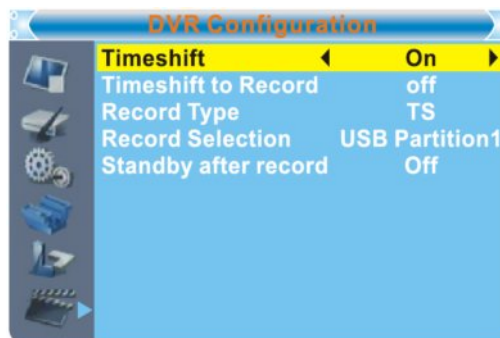 DVR Configuration
Timeshift On
Timeshift to Record off
Record Type TS
Record Selection USB Partition1
Standby after record Off